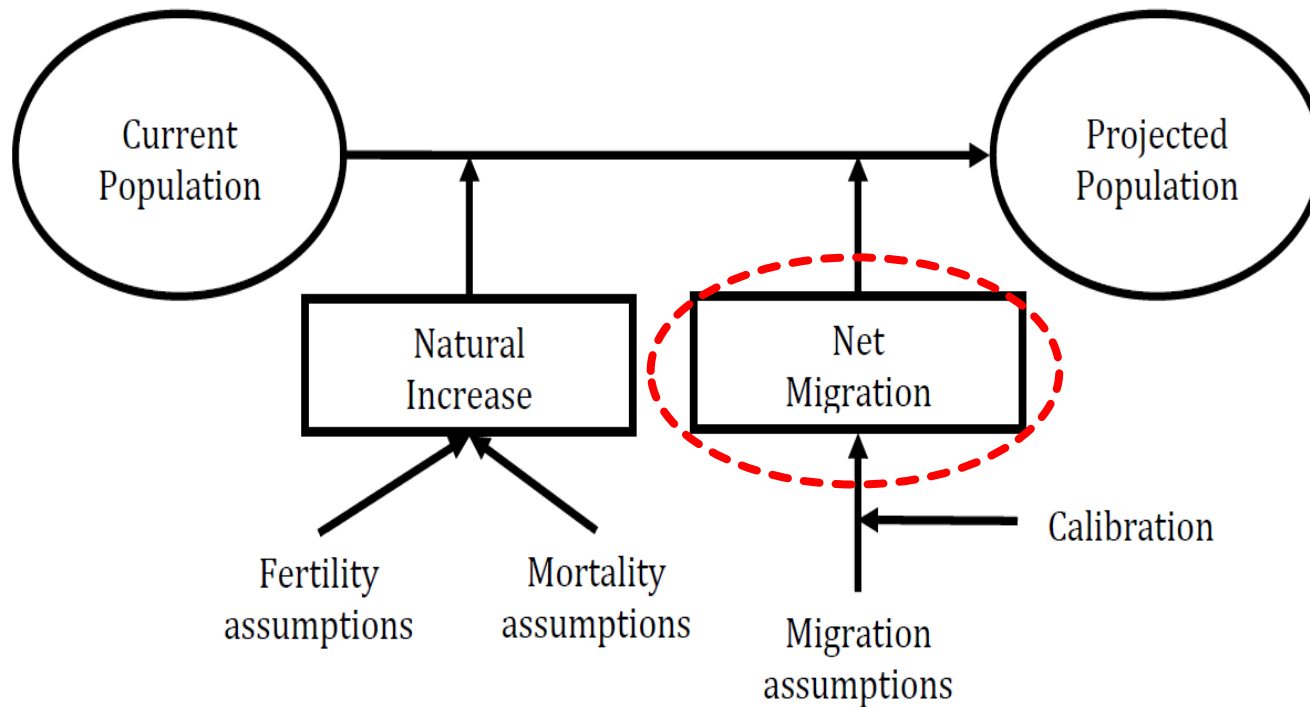 Current
Population
Projected
Population
Natural
Increase
Net
Migration
Fertility
assumptions
Mortality
assumptions
Calibration
Migration
assumptions